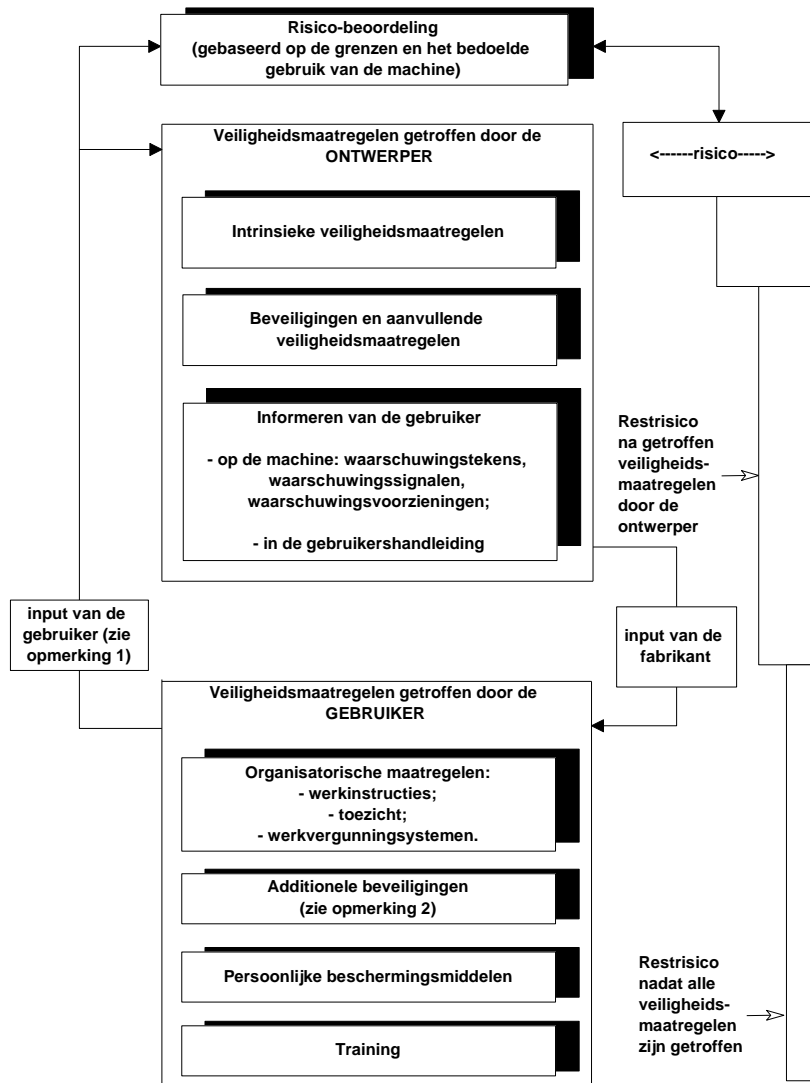 Risico-beoordeling
(gebaseerd op de grenzen en het bedoelde
gebruik van de machine)
<------risico----->
Veiligheidsmaatregelen getroffen door de
ONTWERPER
Intrinsieke veiligheidsmaatregelen
Beveiligingen en aanvullende
veiligheidsmaatregelen
Informeren van de gebruiker
- op de machine: waarschuwingstekens,
waarschuwingssignalen,
waarschuwingsvoorzieningen;
- in de gebruikershandleiding
Restrisico
na getroffen
veiligheids-
maatregelen
door de
ontwerper
input van de
gebruiker (zie
opmerking 1)
input van de
fabrikant
Veiligheidsmaatregelen getroffen door de
GEBRUIKER
Organisatorische maatregelen:
- werkinstructies;
- toezicht;
- werkvergunningsystemen.
Additionele beveiligingen
(zie opmerking 2)
Persoonlijke beschermingsmiddelen
Training
Restrisico
nadat alle
veiligheids-
maatregelen
zijn getroffen